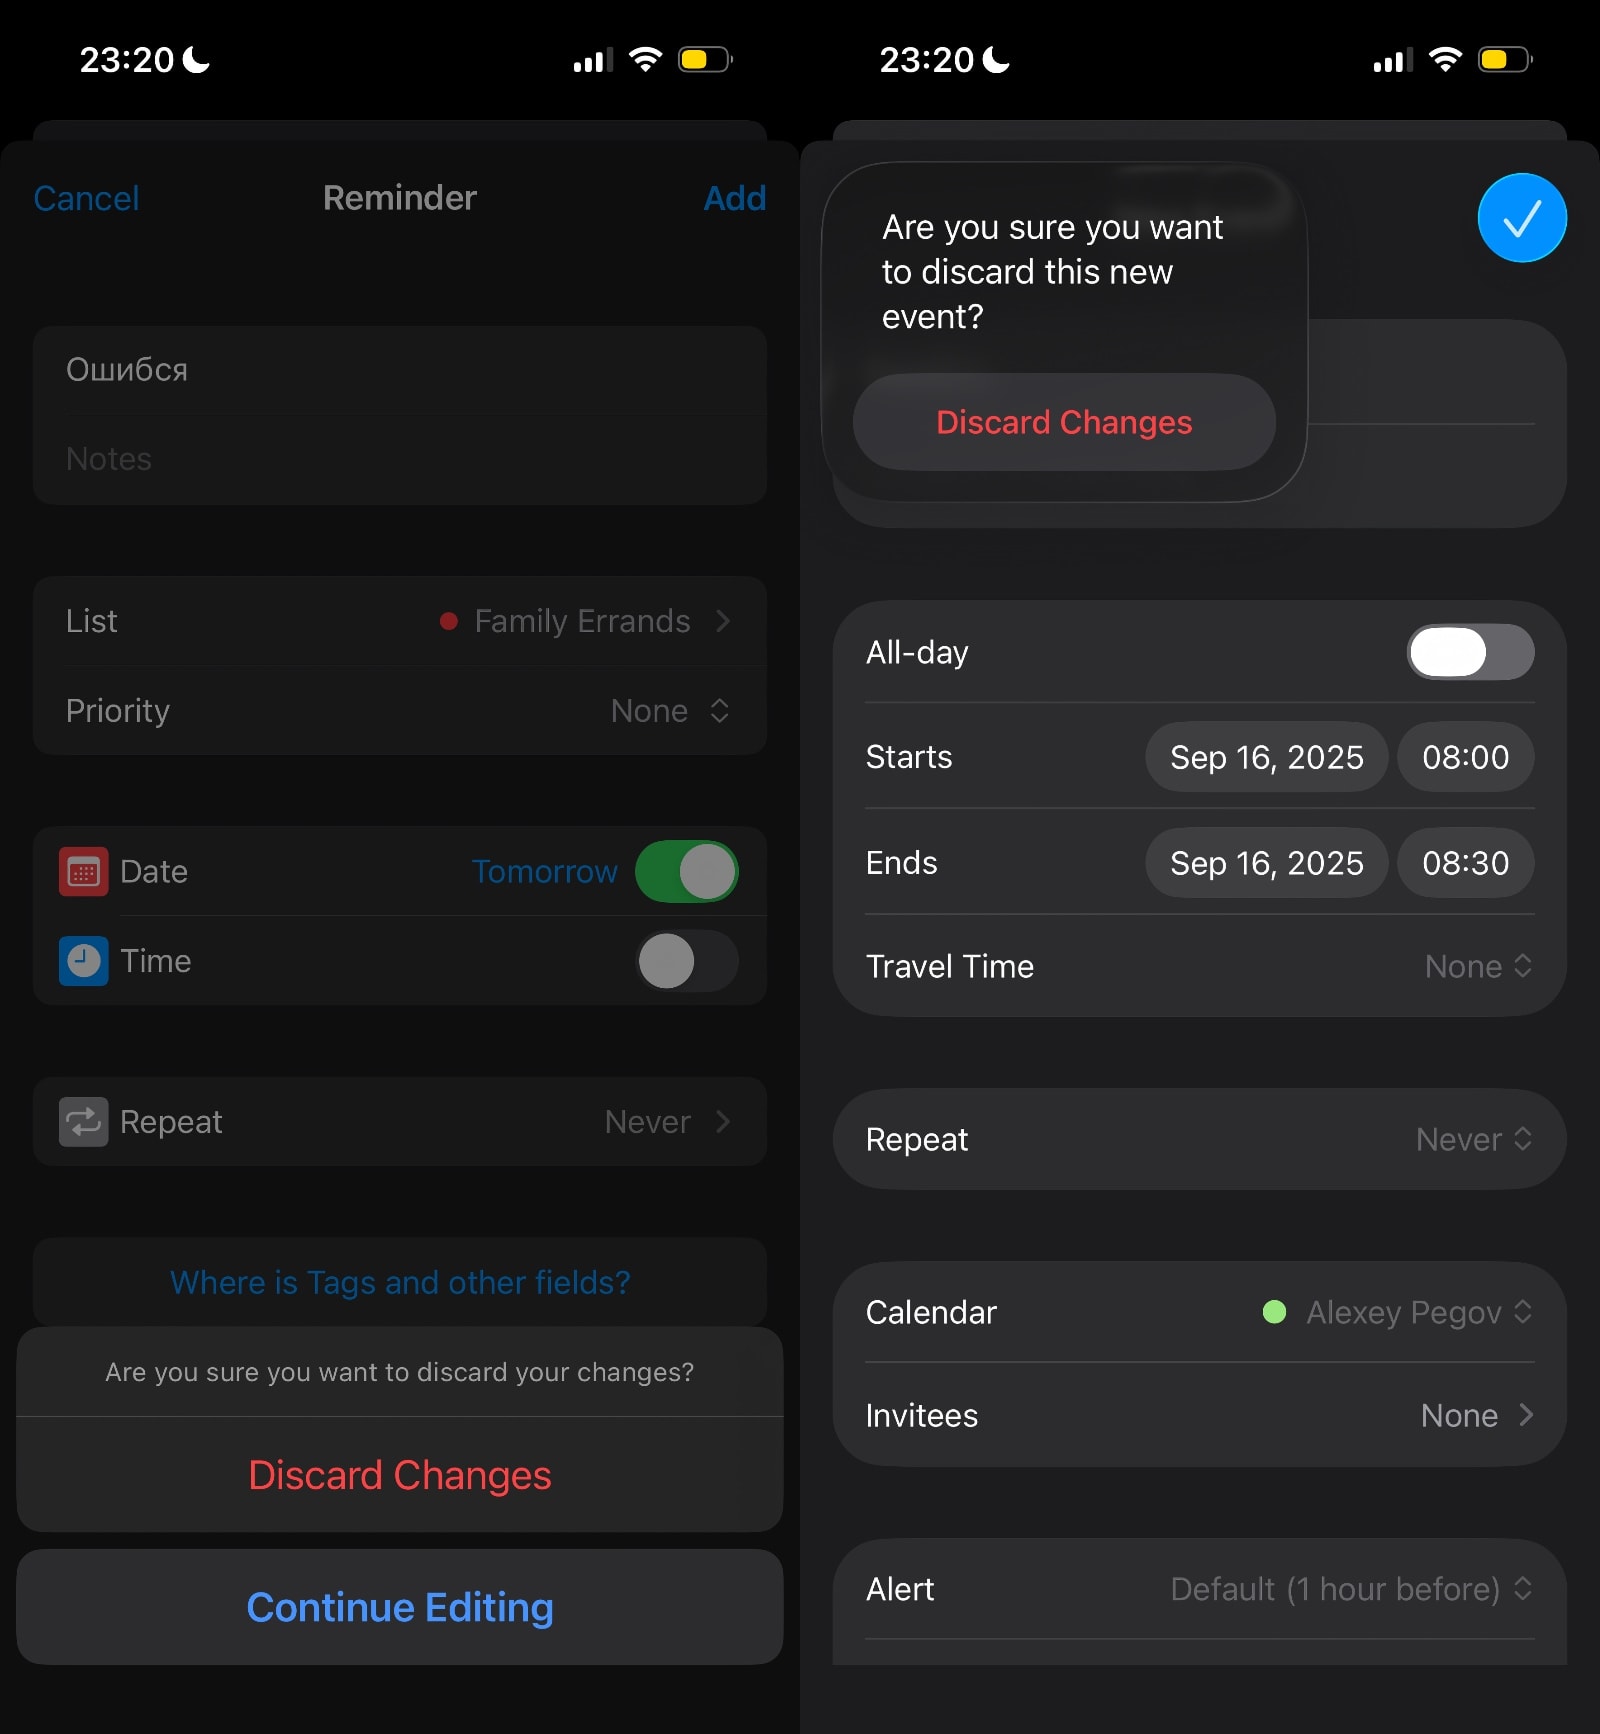 23:20
Cancel Reminder Add
Ошибся
Notes
List Family Errands
Priority None
Date Tomorrow
Time
Repeat Never
Where is Tags and other fields?
Are you sure you want to discard your changes?
Discard Changes
Continue Editing
23:20
Are you sure you want
to discard this new
event?
Discard Changes
All-day
Starts Sep 16, 2025 08:00
Ends Sep 16, 2025 08:30
Travel Time None
Repeat Never
Calendar Alexey Pegov
Invitees None
Alert Default (1 hour before)